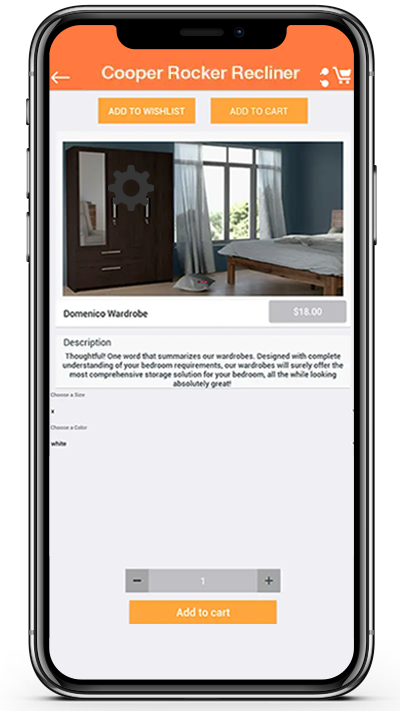 Cooper Rocker Recliner
ADD TO WISHLIST
ADD TO CART
Domenico Wardrobe
$18.00
Description
Thoughtful! One word that summarizes our wardrobes. Designed with complete
understanding of your bedroom requirements, our wardrobes will surely offer the
most comprehensive storage solution for your bedroom, all the while looking
absolutely great!
Choose a Size
x
Choose a Color
white
1
Add to cart